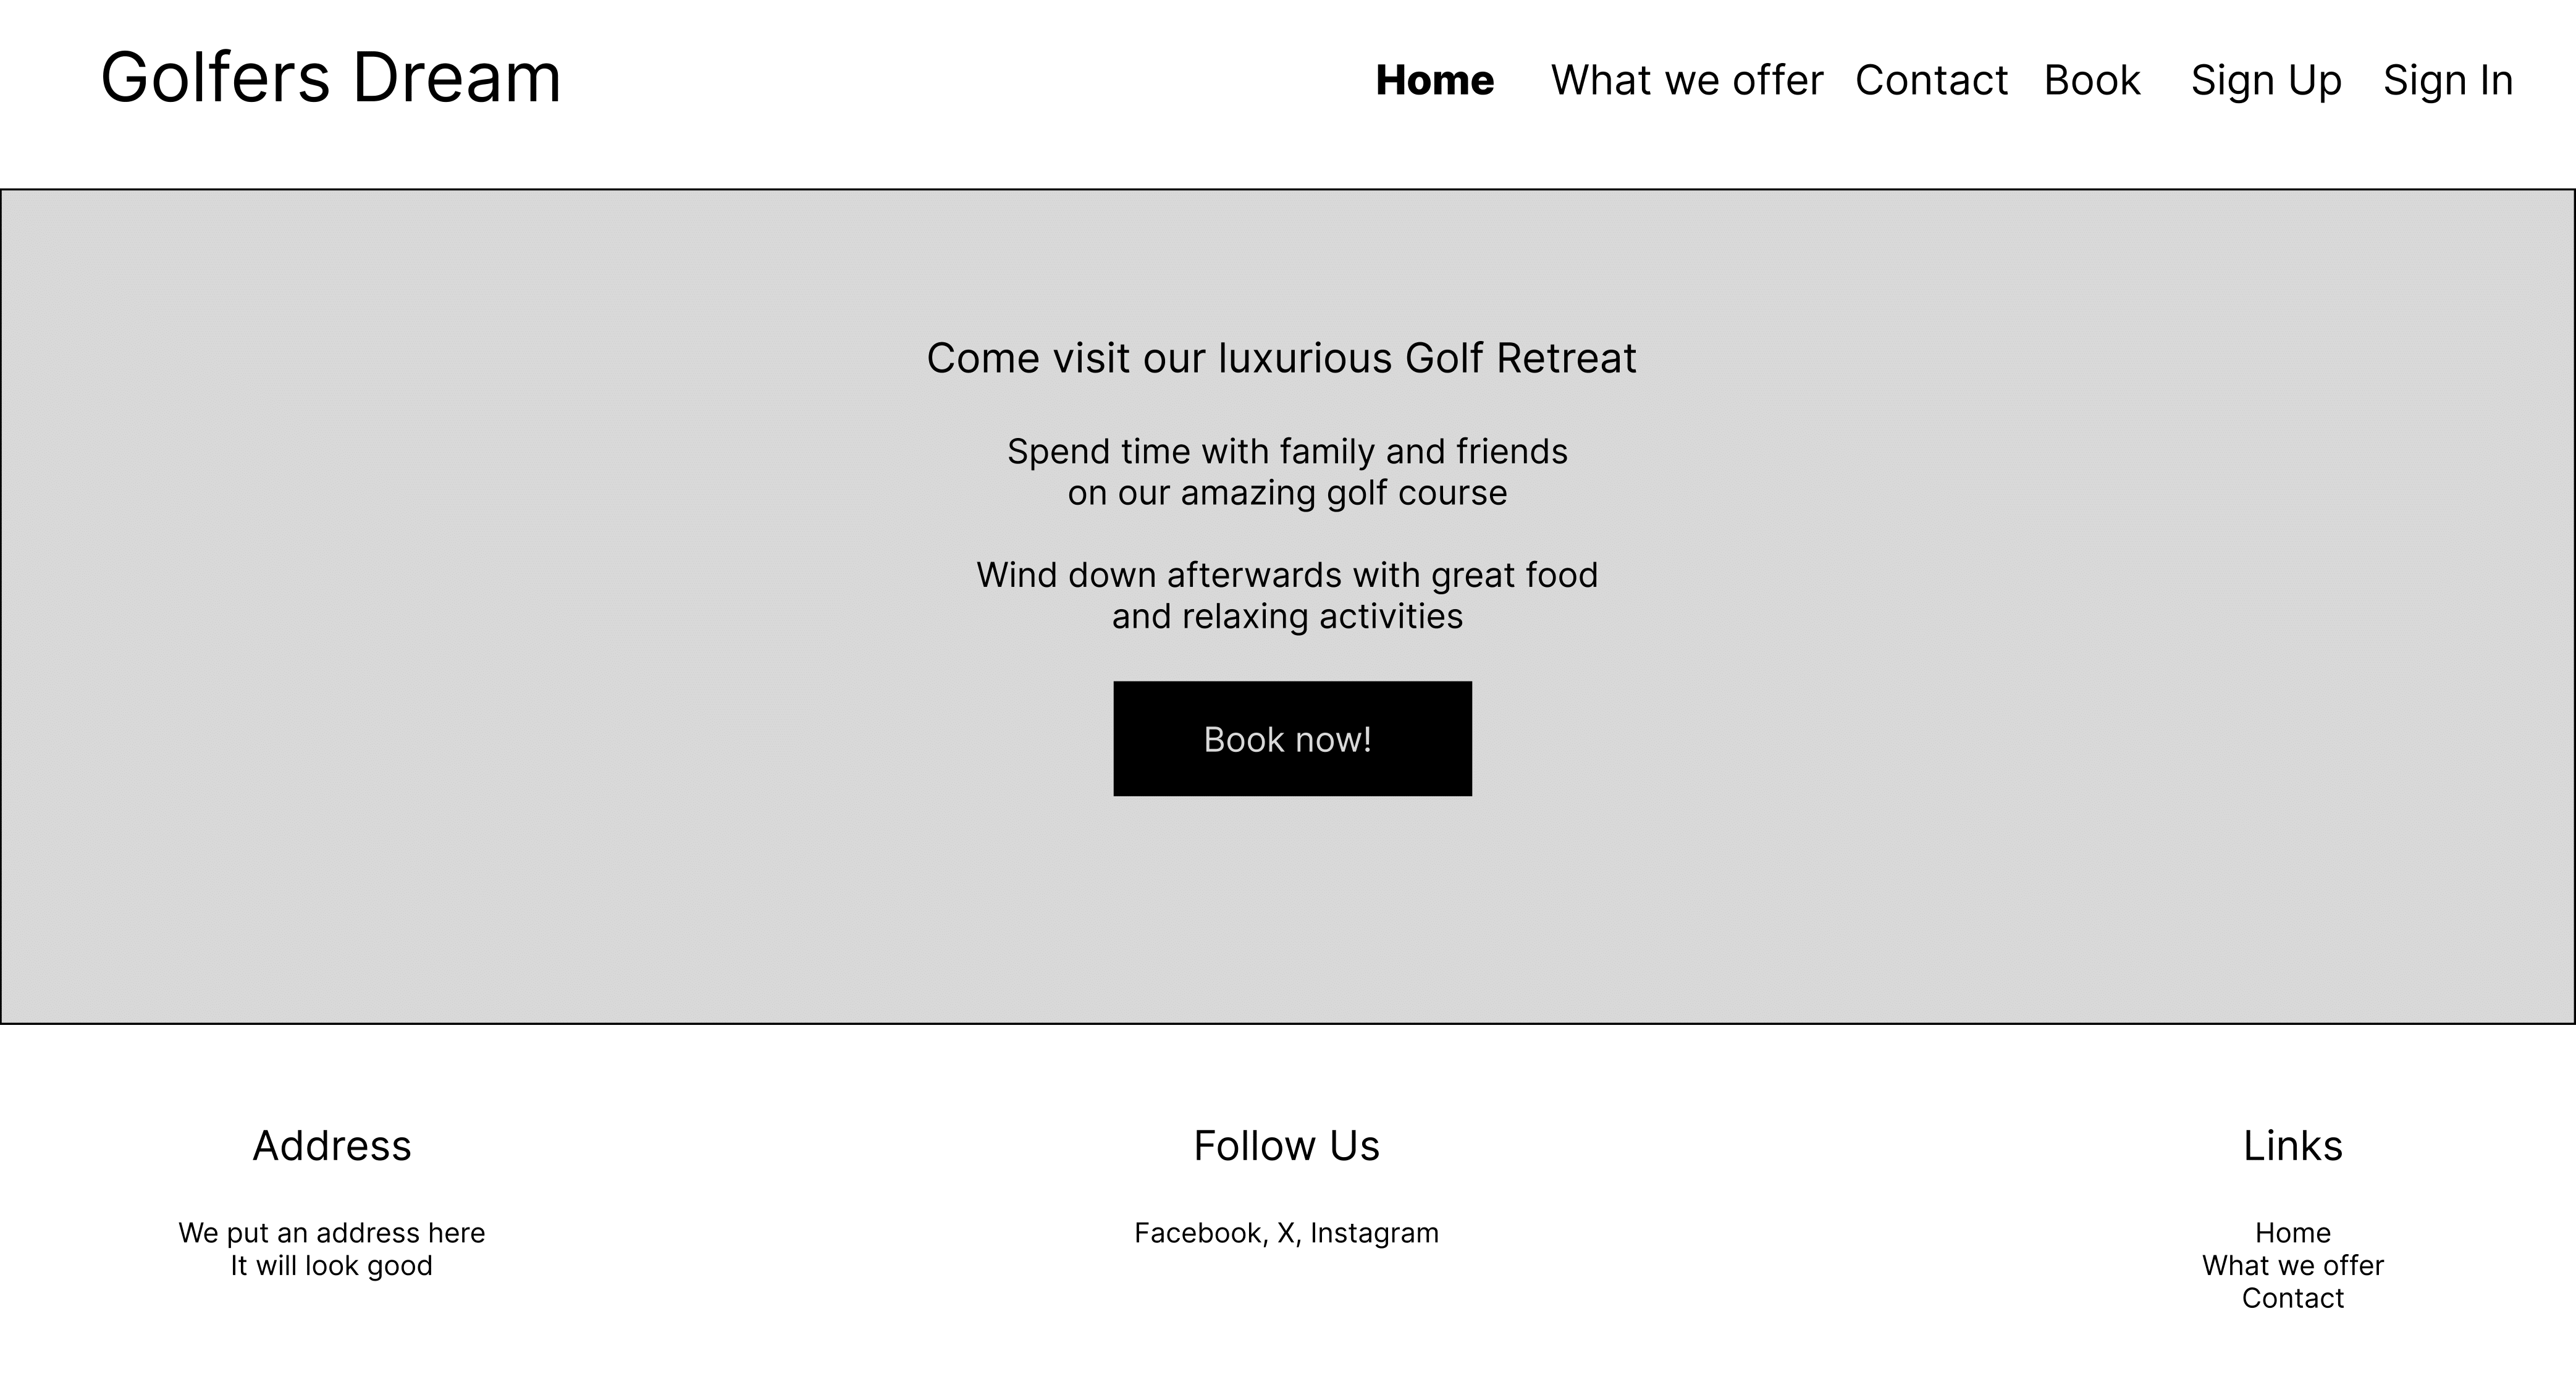 Golfers Dream
Home What we offer Contact Book Sign Up Sign In
Come visit our luxurious Golf Retreat
Spend time with family and friends
on our amazing golf course
Wind down afterwards with great food
and relaxing activities
Book now!
Address
We put an address here
It will look good
Follow Us
Facebook, X, Instagram
Links
Home
What we offer
Contact